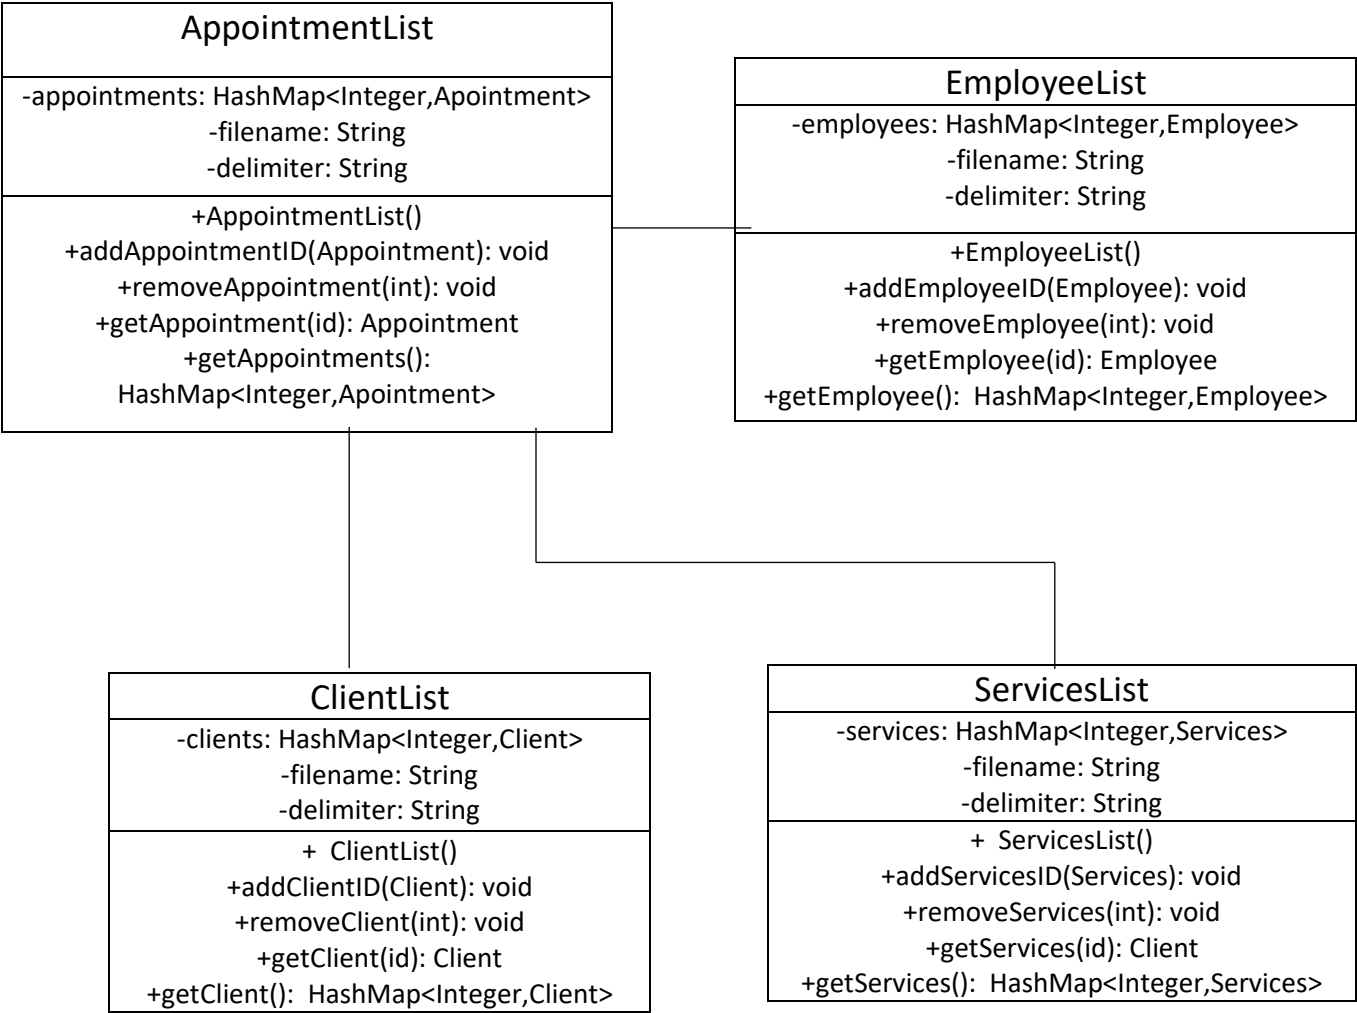 AppointmentList
-appointments: HashMap<Integer,Apointment>
-filename: String
-delimiter: String
+AppointmentList()
+addAppointmentID(Appointment): void
+removeAppointment(int): void
+getAppointment(id): Appointment
+getAppointments():
HashMap<Integer,Apointment>
EmployeeList
-employees: HashMap<Integer,Employee>
-filename: String
-delimiter: String
+EmployeeList()
+addEmployeeID(Employee): void
+removeEmployee(int): void
+getEmployee(id): Employee
+getEmployee():  HashMap<Integer,Employee>
ClientList
-clients: HashMap<Integer,Client>
-filename: String
-delimiter: String
+  ClientList()
+addClientID(Client): void
+removeClient(int): void
+getClient(id): Client
+getClient():  HashMap<Integer,Client>
ServicesList
-services: HashMap<Integer,Services>
-filename: String
-delimiter: String
+  ServicesList()
+addServicesID(Services): void
+removeServices(int): void
+getServices(id): Client
+getServices():  HashMap<Integer,Services>